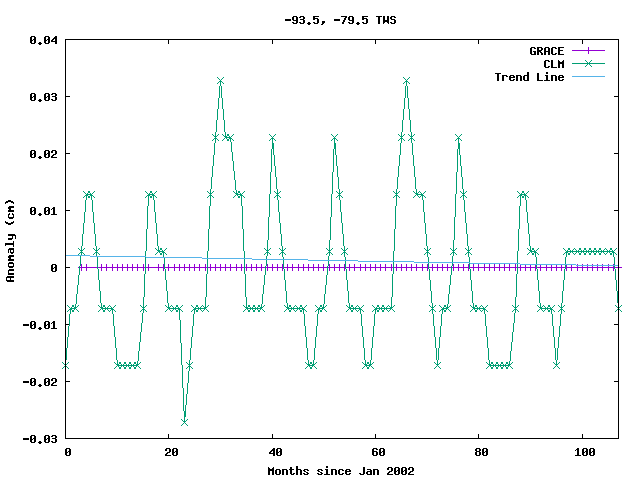 -93.5, -79.5 TWS
0.04
0.03
0.02
0.01
0
-0.01
-0.02
-0.03
Anomaly (cm)
GRACE
CLM
Trend Line
0 20 40 60 80 100
Months since Jan 2002